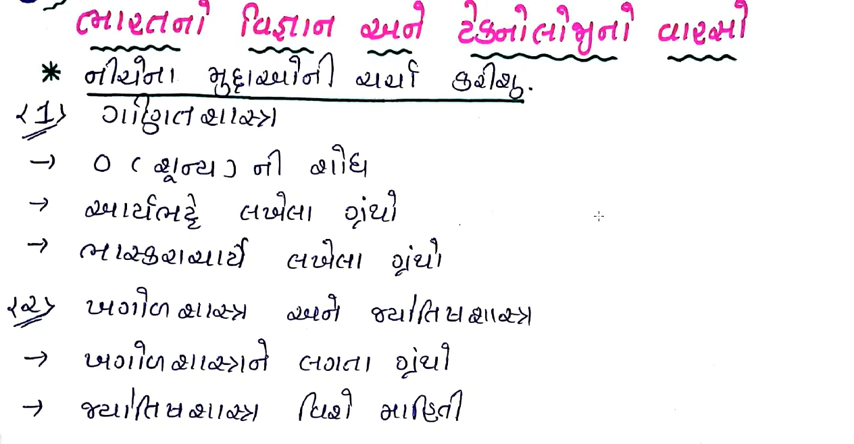 ભારતનો વિજ્ઞાન અને ટેકનોલોજીનો વારસો
* નીચેના મુદ્દાઓની ચર્ચા કરીશુ.
<1> ગાણિતશાસ્ત્ર
→ 0 (શૂન્ય) ની શોધ
→ આર્યભટ્ટે લખેલા ગ્રંથો
→ ભાસ્કરાચાર્યે લખેલા ગ્રંથો
<2> ખગોળશાસ્ત્ર અને જ્યોતિષશાસ્ત્ર
→ ખગોળશાસ્ત્રને લગતા ગ્રંથો
→ જ્યોતિષશાસ્ત્ર વિશે માહિતી